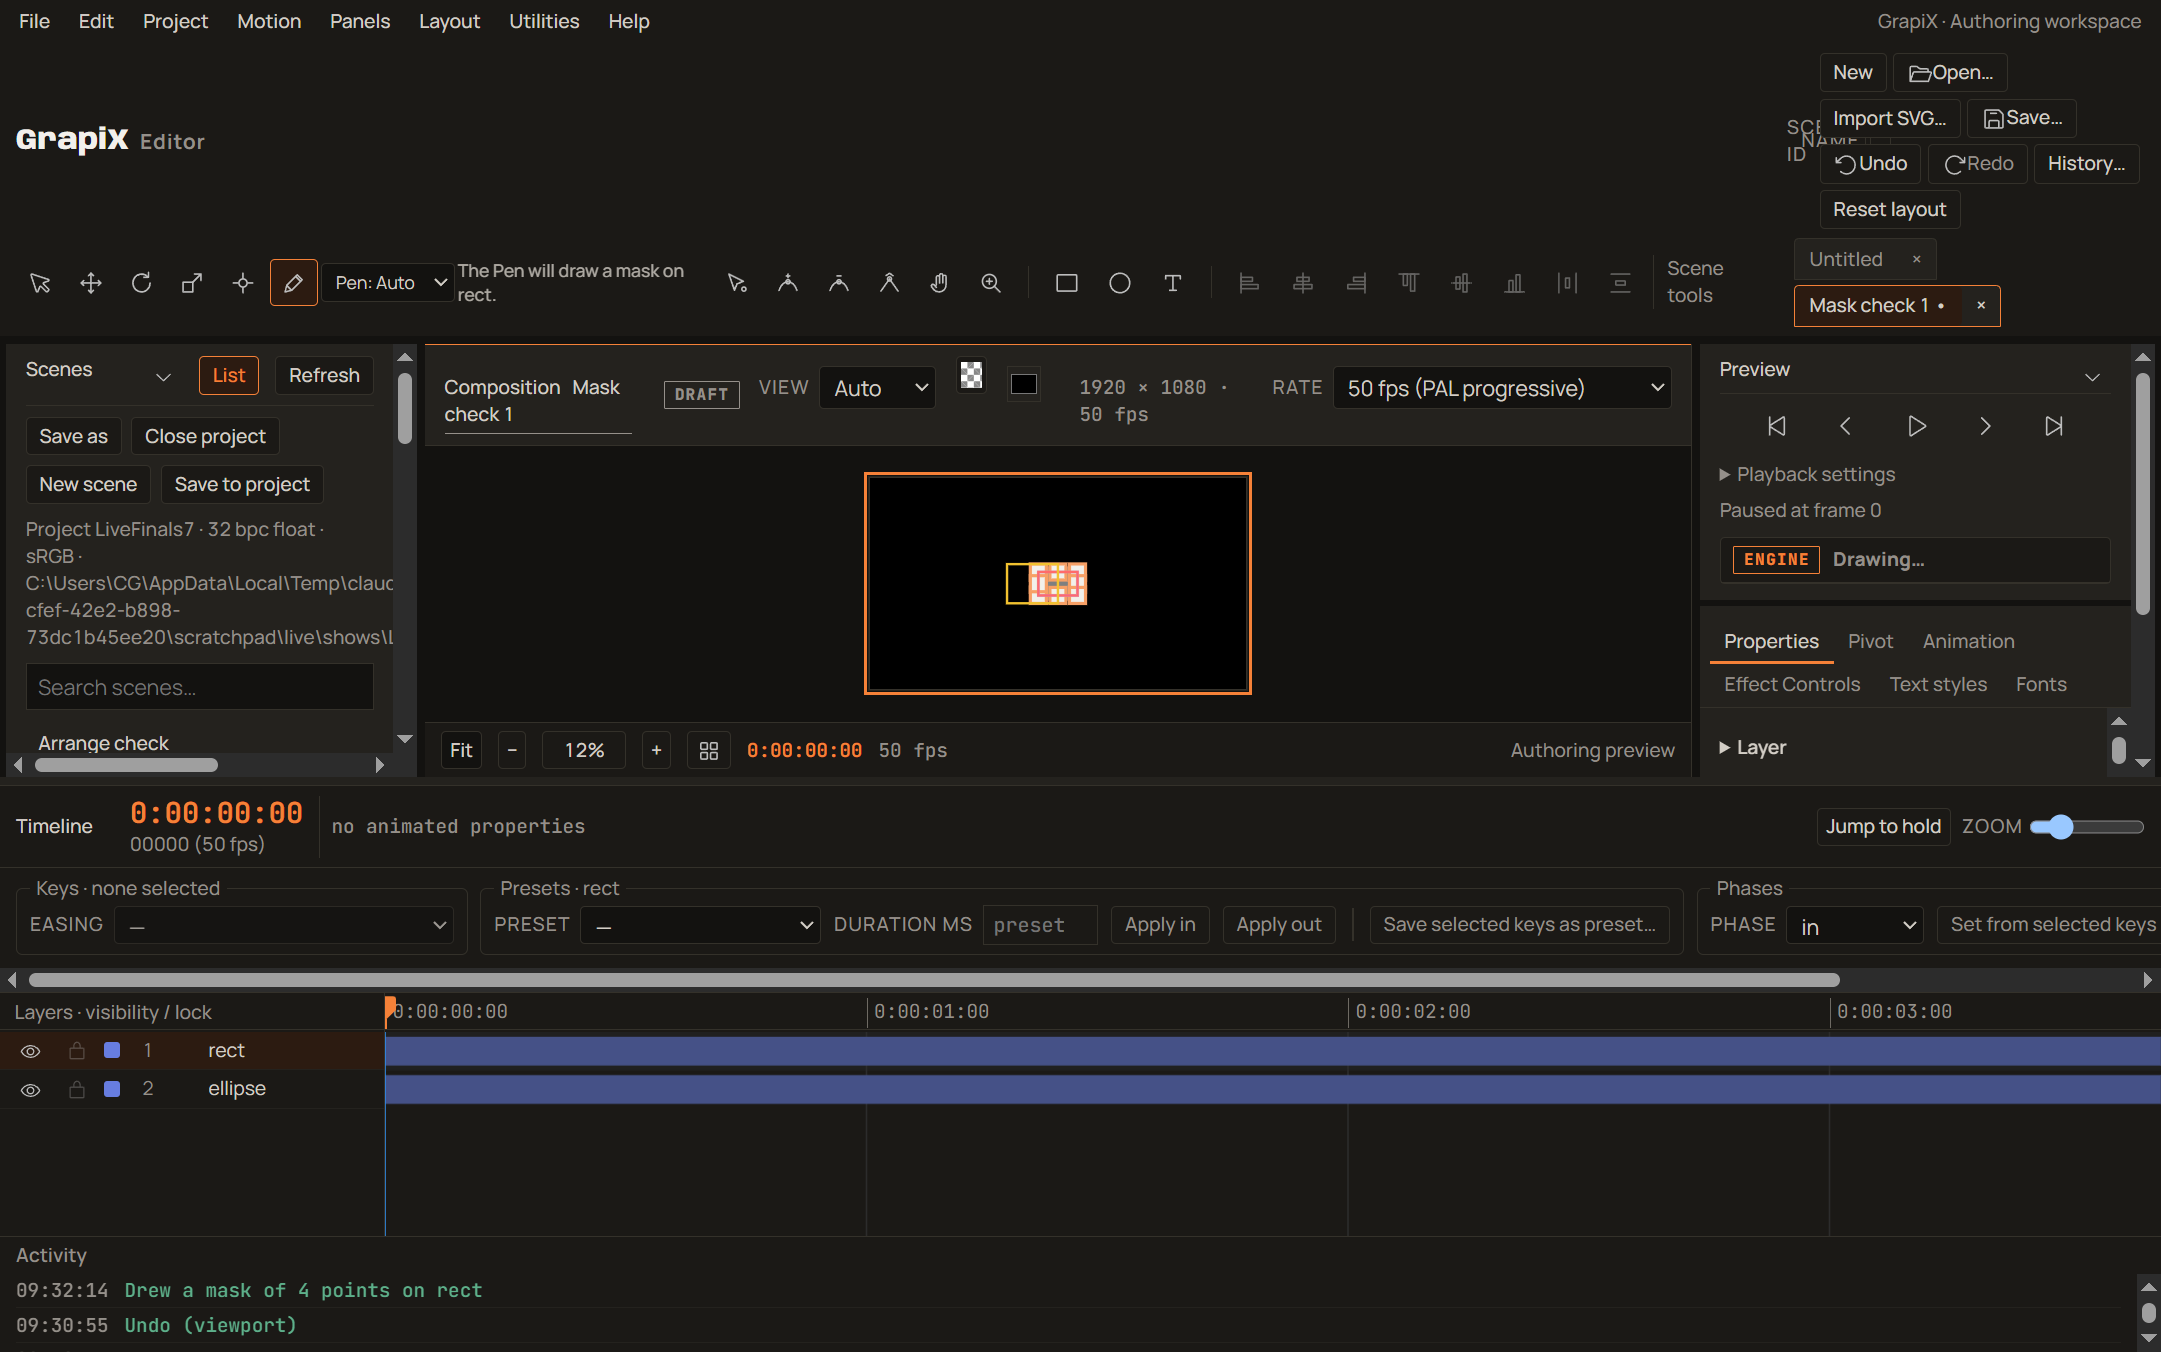 File Edit Project Motion Panels Layout Utilities Help
GrapiX · Authoring workspace
New Open...
Import SVG... Save...
SCE
NAME
ID
Undo Redo History...
Reset layout
GrapiX Editor
Pen: Auto
The Pen will draw a mask on
rect.
T
Scene
tools
Untitled ×
Mask check 1 • ×
Scenes List Refresh
Save as Close project
New scene Save to project
Project LiveFinals7 · 32 bpc float ·
sRGB ·
C:\Users\CG\AppData\Local\Temp\claud
cfef-42e2-b898-
73dc1b45ee20\scratchpad\live\shows\L
Search scenes...
Arrange check
Composition Mask
check 1
DRAFT
VIEW Auto
1920 × 1080 ·
50 fps
RATE 50 fps (PAL progressive)
Fit - 12% + 0:00:00:00 50 fps Authoring preview
Preview
Playback settings
Paused at frame 0
ENGINE Drawing...
Properties Pivot Animation
Effect Controls Text styles Fonts
Layer
Timeline 0:00:00:00
00000 (50 fps)
no animated properties
Jump to hold ZOOM
Keys · none selected
EASING —
Presets · rect
PRESET — DURATION MS preset Apply in Apply out Save selected keys as preset...
Phases
PHASE in Set from selected keys
Layers · visibility / lock
0:00:00:00 0:00:01:00 0:00:02:00 0:00:03:00
1 rect
2 ellipse
Activity
09:32:14 Drew a mask of 4 points on rect
09:30:55 Undo (viewport)